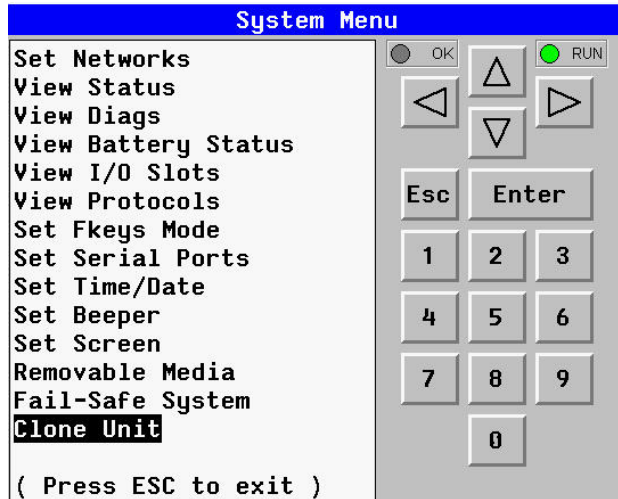 System Menu
Set Networks
View Status
View Diags
View Battery Status
View I/O Slots
View Protocols
Set Fkeys Mode
Set Serial Ports
Set Time/Date
Set Beeper
Set Screen
Removable Media
Fail-Safe System
Clone Unit
( Press ESC to exit )
OK
RUN
Esc
Enter
1
2
3
4
5
6
7
8
9
0